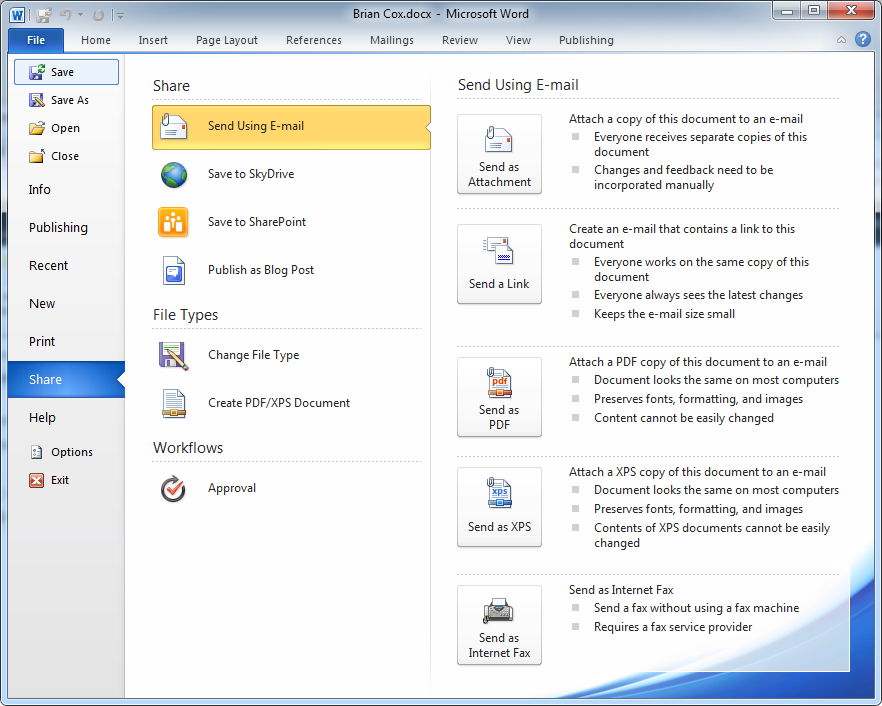 Brian Cox.docx - Microsoft Word
File Home Insert Page Layout References Mailings Review View Publishing
Save
Save As
Open
Close
Info
Publishing
Recent
New
Print
Share
Help
Options
Exit
Share
Send Using E-mail
Save to SkyDrive
Save to SharePoint
Publish as Blog Post
File Types
Change File Type
Create PDF/XPS Document
Workflows
Approval
Send Using E-mail
Send as
Attachment
Attach a copy of this document to an e-mail
Everyone receives separate copies of this
document
Changes and feedback need to be
incorporated manually
Send a Link
Create an e-mail that contains a link to this
document
Everyone works on the same copy of this
document
Everyone always sees the latest changes
Keeps the e-mail size small
pdf
Send as
PDF
Attach a PDF copy of this document to an e-mail
Document looks the same on most computers
Preserves fonts, formatting, and images
Content cannot be easily changed
xps
Send as XPS
Attach a XPS copy of this document to an e-mail
Document looks the same on most computers
Preserves fonts, formatting, and images
Contents of XPS documents cannot be easily
changed
Send as
Internet Fax
Send as Internet Fax
Send a fax without using a fax machine
Requires a fax service provider